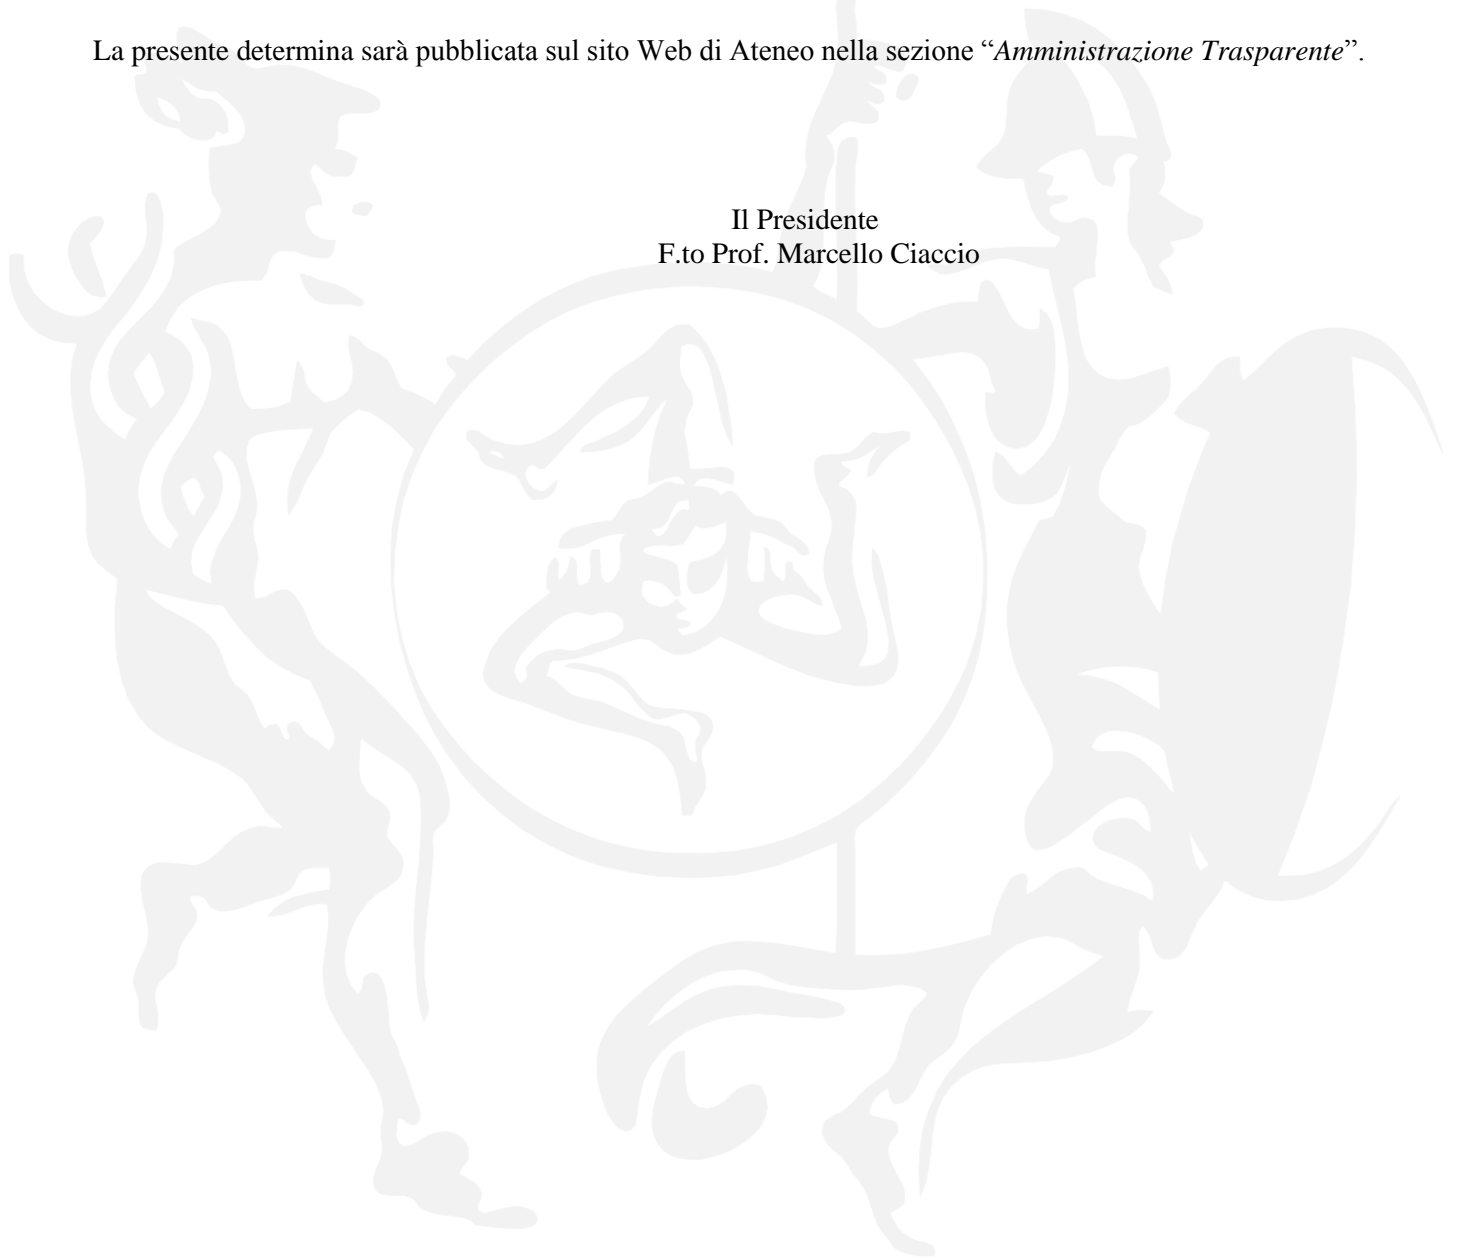 La presente determina sarà pubblicata sul sito Web di Ateneo nella sezione “Amministrazione Trasparente”.
Il Presidente
F.to Prof. Marcello Ciaccio